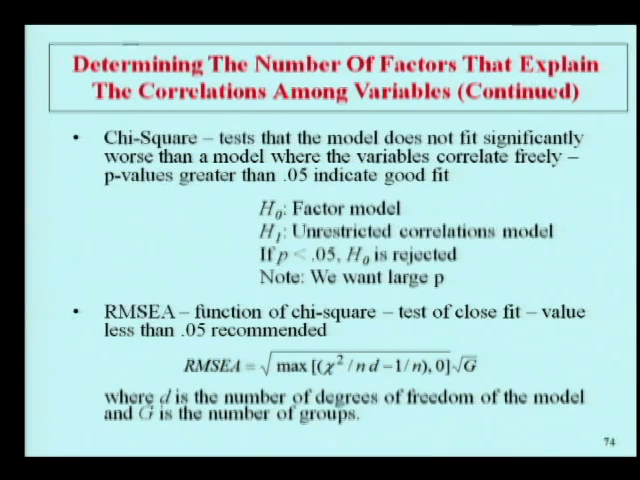 Determining The Number Of Factors That Explain
The Correlations Among Variables (Continued)
• Chi-Square – tests that the model does not fit significantly
worse than a model where the variables correlate freely –
p-values greater than .05 indicate good fit
H₀: Factor model
H₁: Unrestricted correlations model
If p < .05, H₀ is rejected
Note: We want large p
• RMSEA – function of chi-square – test of close fit – value
less than .05 recommended
RMSEA = √max [(χ² / n d – 1/ n), 0] √G
where d is the number of degrees of freedom of the model
and G is the number of groups.
74